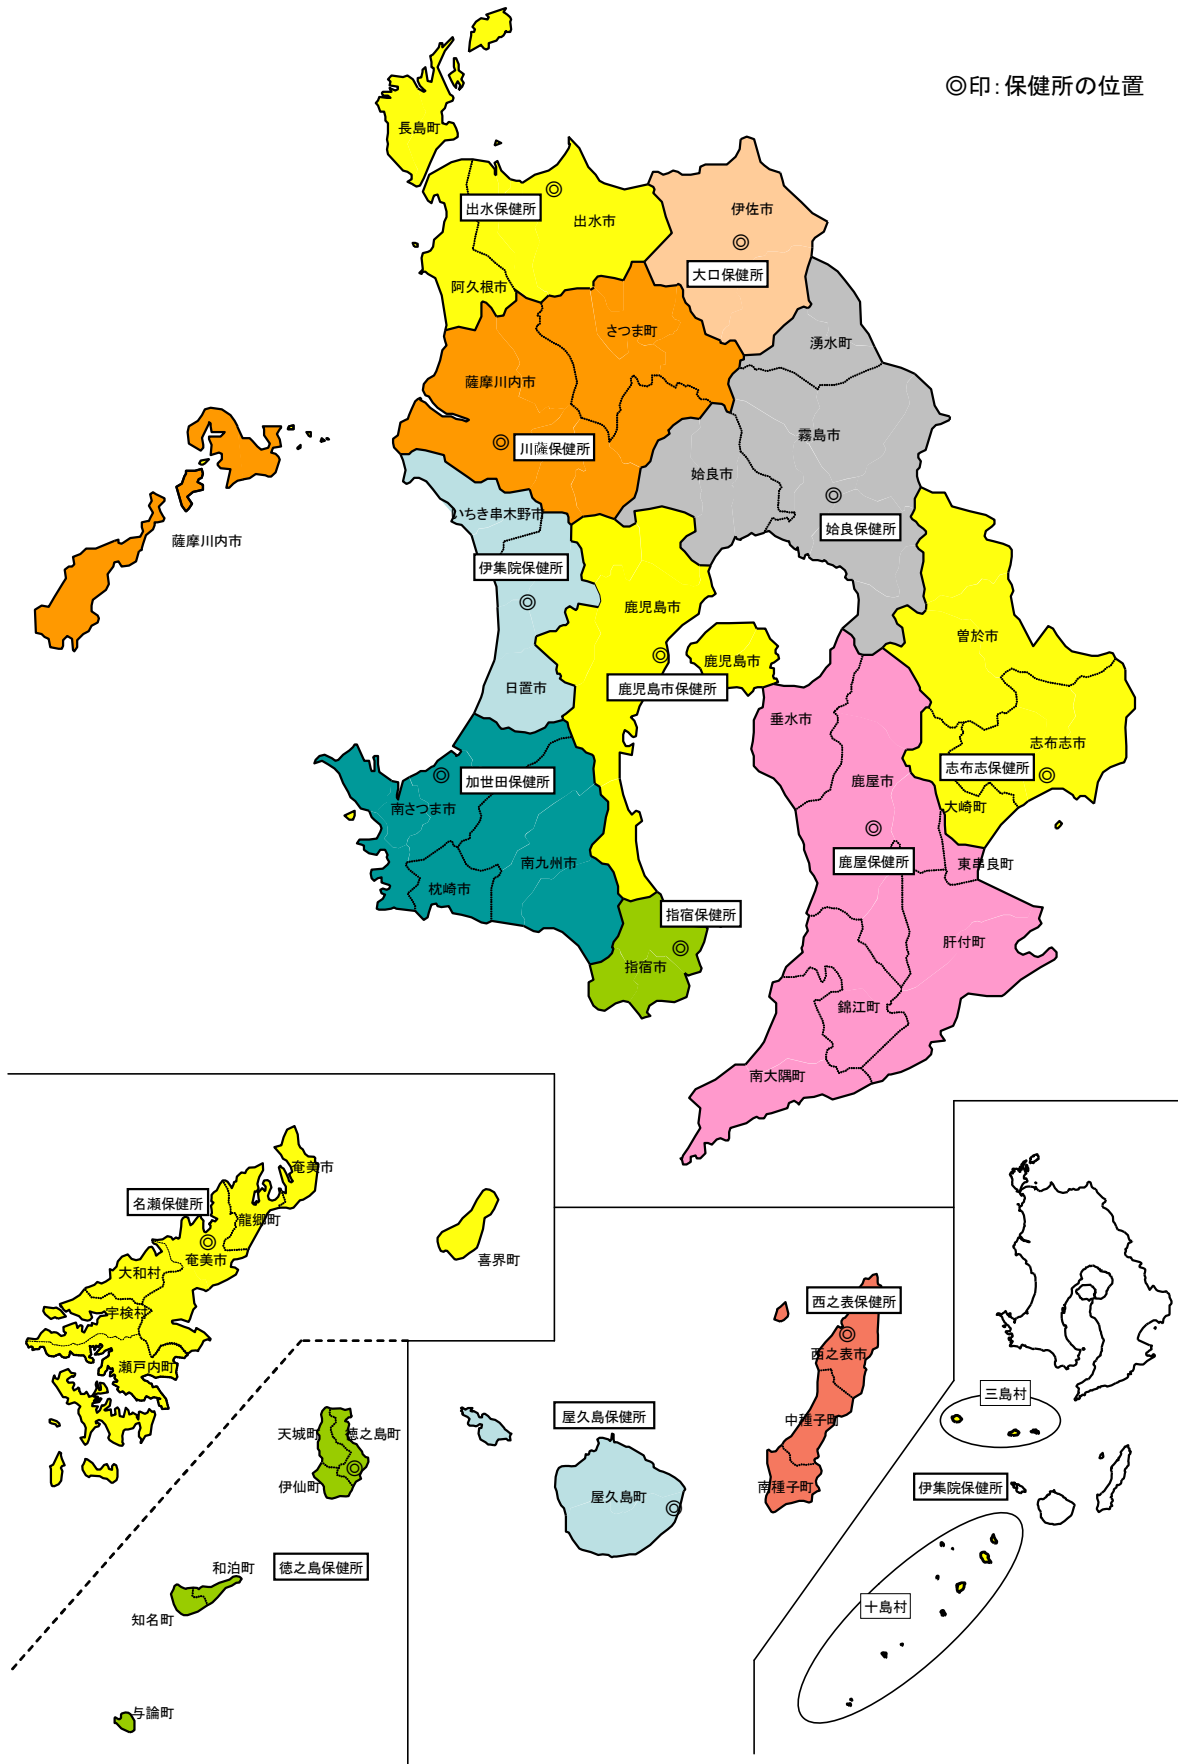 ◎印：保健所の位置
長島町
出水保健所
出水市
阿久根市
伊佐市
大口保健所
さつま町
湧水町
薩摩川内市
川薩保健所
霧島市
姶良市
姶良保健所
薩摩川内市
いちき串木野市
伊集院保健所
鹿児島市
鹿児島市
鹿児島市保健所
日置市
曽於市
垂水市
志布志市
志布志保健所
鹿屋市
大崎町
加世田保健所
南さつま市
南九州市
枕崎市
鹿屋保健所
東串良町
指宿保健所
指宿市
肝付町
錦江町
南大隅町
奄美市
名瀬保健所
龍郷町
奄美市
大和村
宇検村
瀬戸内町
喜界町
天城町
徳之島町
伊仙町
和泊町
徳之島保健所
知名町
与論町
屋久島保健所
屋久島町
西之表保健所
西之表市
中種子町
南種子町
三島村
伊集院保健所
十島村